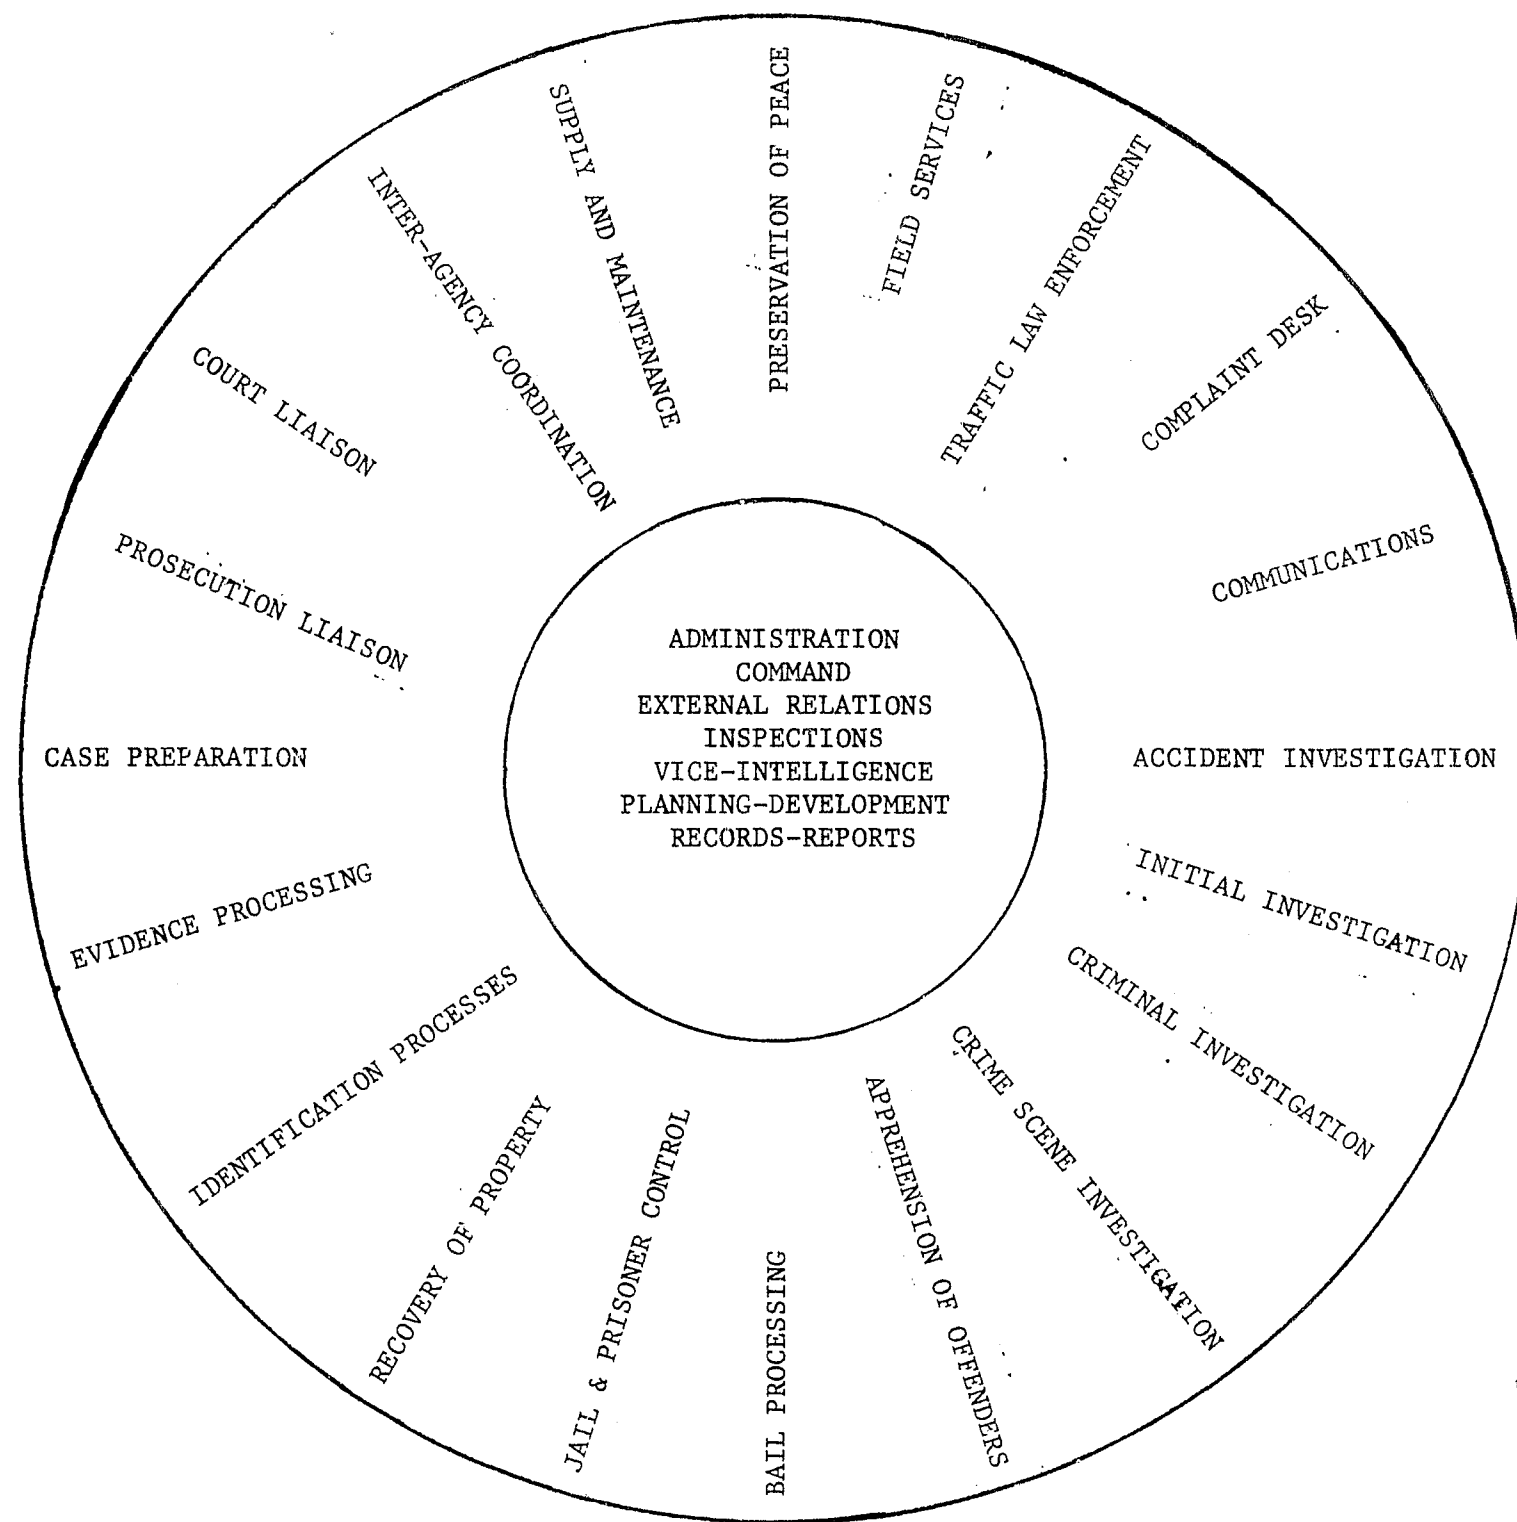 PRESERVATION OF PEACE
FIELD SERVICES
TRAFFIC LAW ENFORCEMENT
COMPLAINT DESK
COMMUNICATIONS
ACCIDENT INVESTIGATION
INITIAL INVESTIGATION
CRIMINAL INVESTIGATION
CRIME SCENE INVESTIGATION
APPREHENSION OF OFFENDERS
BAIL PROCESSING
JAIL & PRISONER CONTROL
RECOVERY OF PROPERTY
IDENTIFICATION PROCESSES
EVIDENCE PROCESSING
CASE PREPARATION
PROSECUTION LIAISON
COURT LIAISON
INTER-AGENCY COORDINATION
SUPPLY AND MAINTENANCE
ADMINISTRATION
COMMAND
EXTERNAL RELATIONS
INSPECTIONS
VICE-INTELLIGENCE
PLANNING-DEVELOPMENT
RECORDS-REPORTS